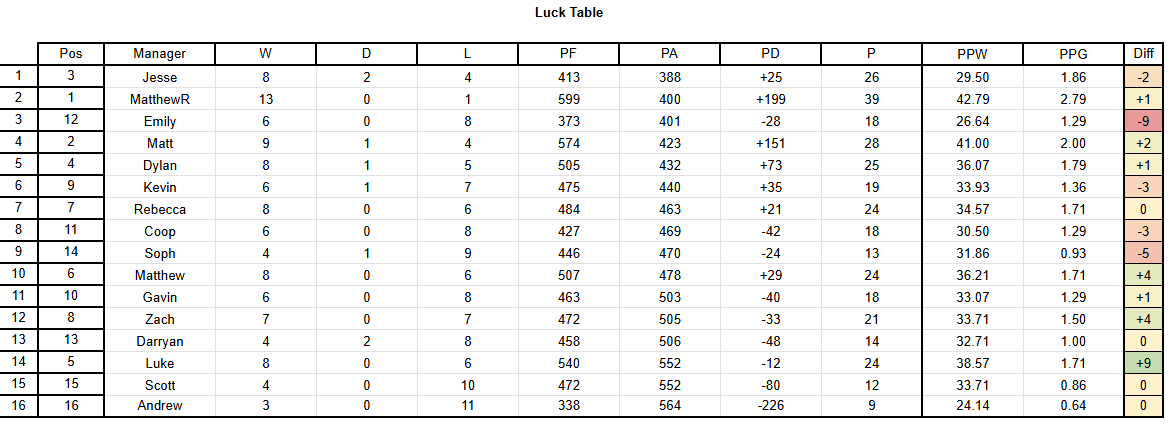 Luck Table
Pos Manager W D L PF PA PD P PPW PPG Diff
1 3 Jesse 8 2 4 413 388 +25 26 29.50 1.86 -2
2 1 MatthewR 13 0 1 599 400 +199 39 42.79 2.79 +1
3 12 Emily 6 0 8 373 401 -28 18 26.64 1.29 -9
4 2 Matt 9 1 4 574 423 +151 28 41.00 2.00 +2
5 4 Dylan 8 1 5 505 432 +73 25 36.07 1.79 +1
6 9 Kevin 6 1 7 475 440 +35 19 33.93 1.36 -3
7 7 Rebecca 8 0 6 484 463 +21 24 34.57 1.71 0
8 11 Coop 6 0 8 427 469 -42 18 30.50 1.29 -3
9 14 Soph 4 1 9 446 470 -24 13 31.86 0.93 -5
10 6 Matthew 8 0 6 507 478 +29 24 36.21 1.71 +4
11 10 Gavin 6 0 8 463 503 -40 18 33.07 1.29 +1
12 8 Zach 7 0 7 472 505 -33 21 33.71 1.50 +4
13 13 Darryan 4 2 8 458 506 -48 14 32.71 1.00 0
14 5 Luke 8 0 6 540 552 -12 24 38.57 1.71 +9
15 15 Scott 4 0 10 472 552 -80 12 33.71 0.86 0
16 16 Andrew 3 0 11 338 564 -226 9 24.14 0.64 0